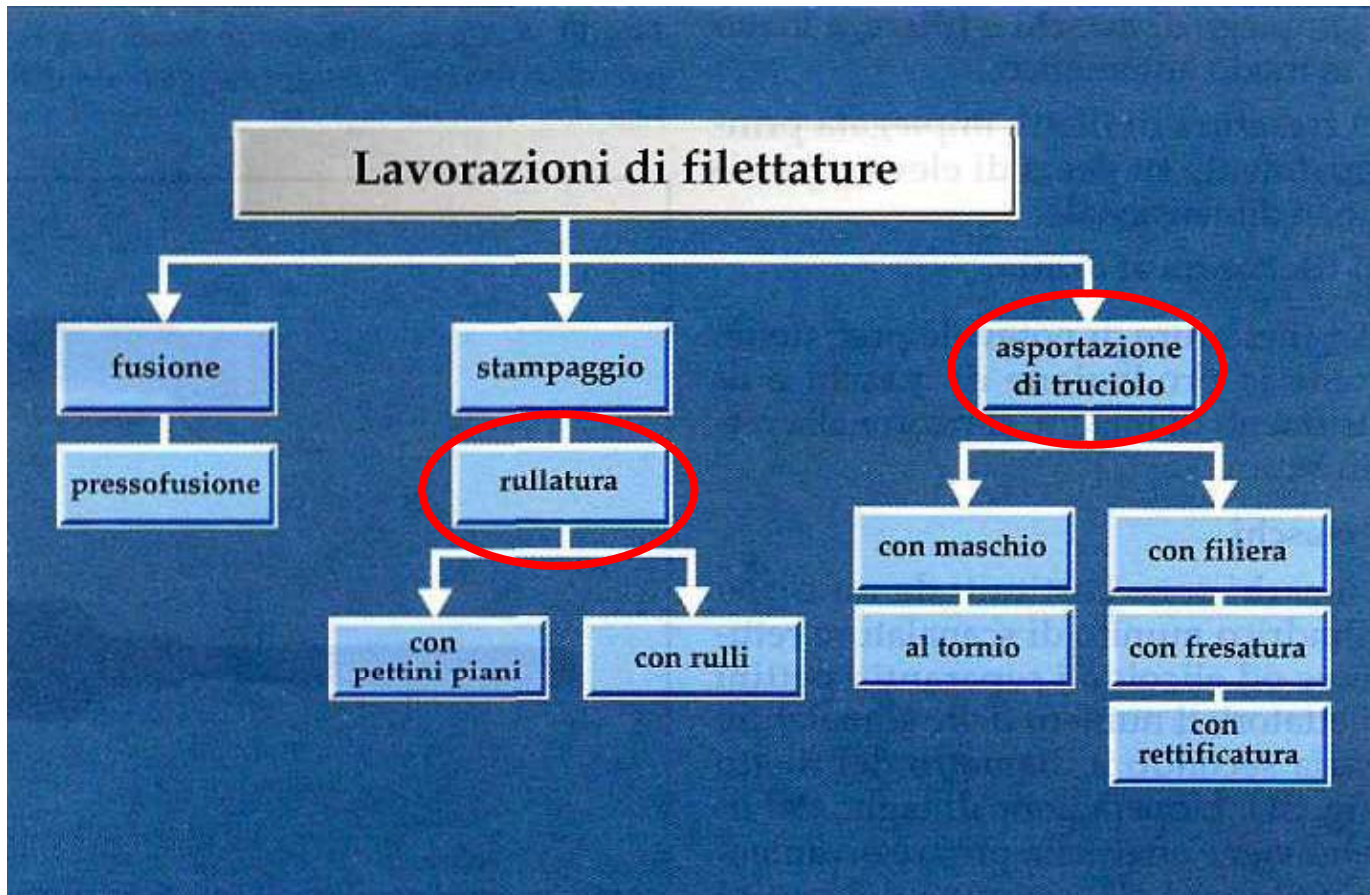 Lavorazioni di filettature
fusione
pressofusione
stampaggio
rullatura
con
pettini piani
con rulli
asportazione
di truciolo
con maschio
al tornio
con filiera
con fresatura
con
rettificatura